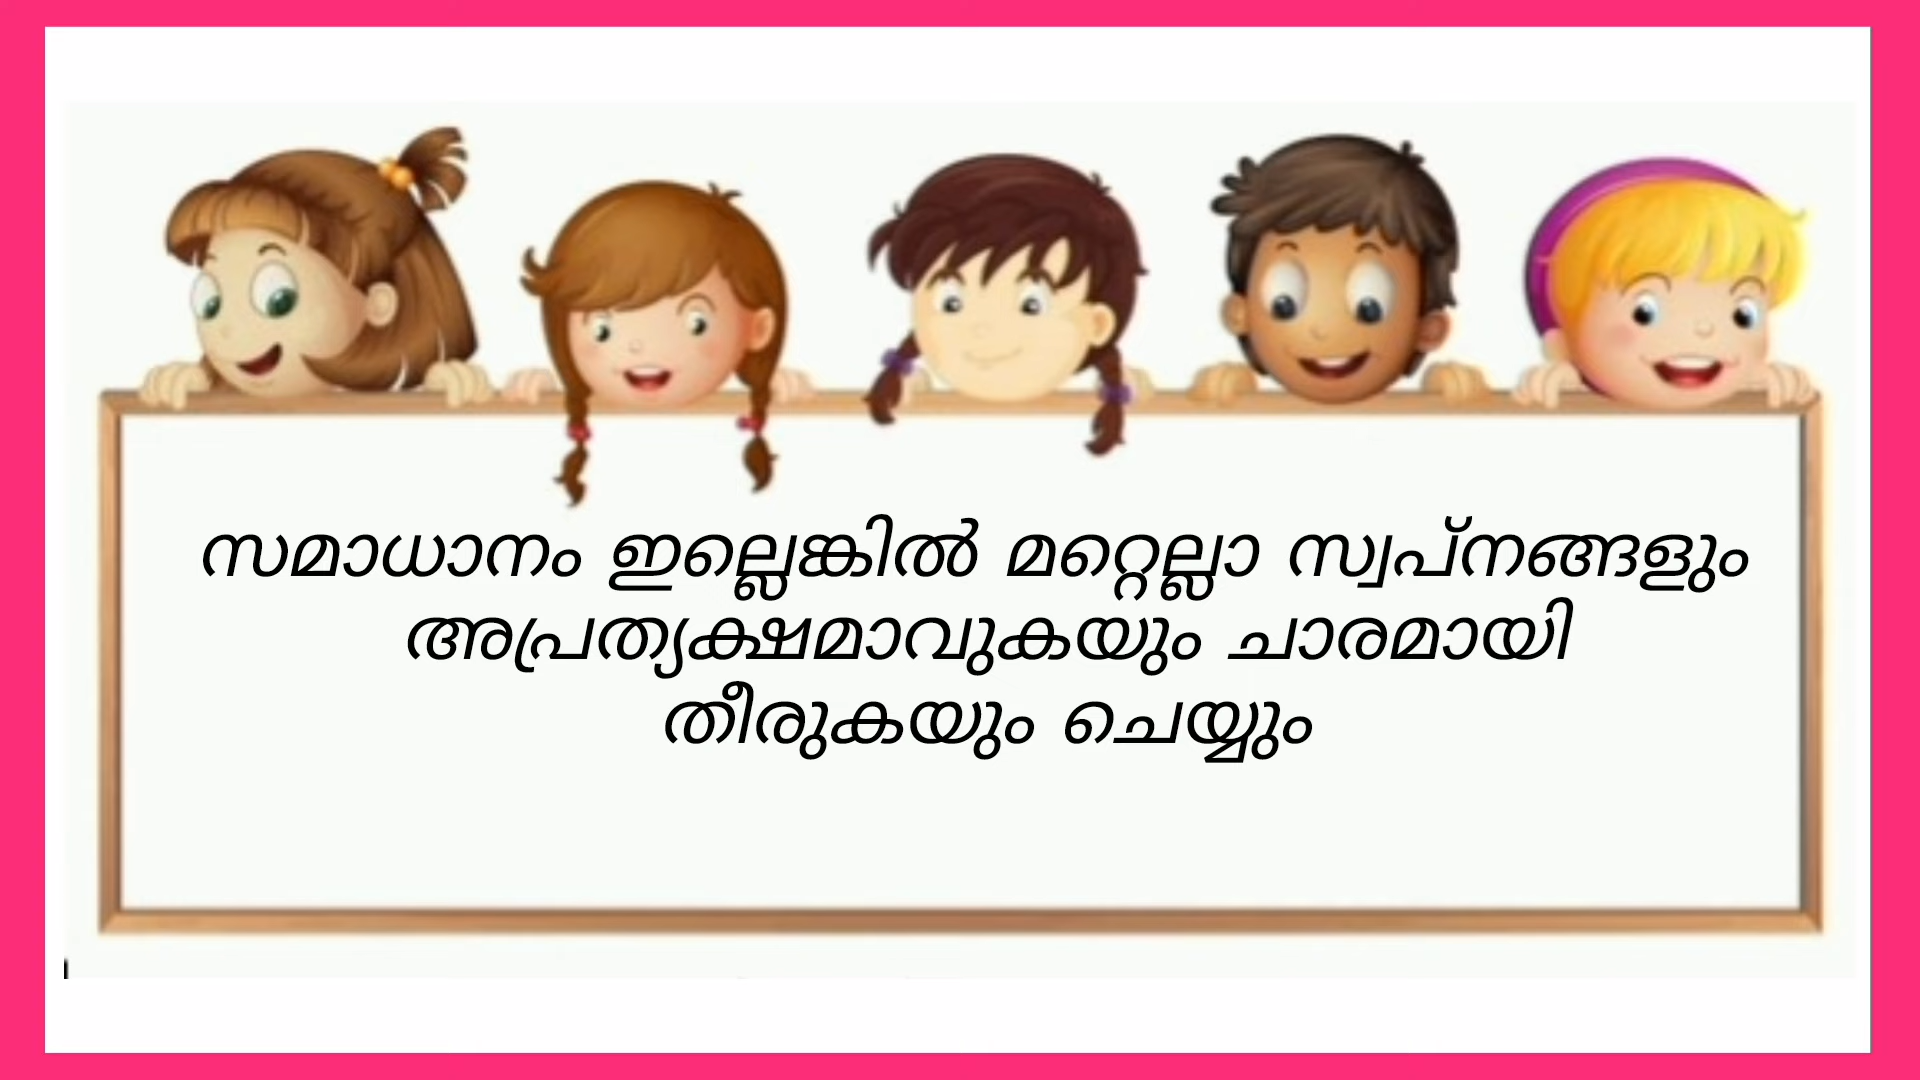 സമാധാനം ഇല്ലെങ്കിൽ മറ്റെല്ലാ സ്വപ്നങ്ങളും
അപ്രത്യക്ഷമാവുകയും ചാരമായി
തീരുകയും ചെയ്യും